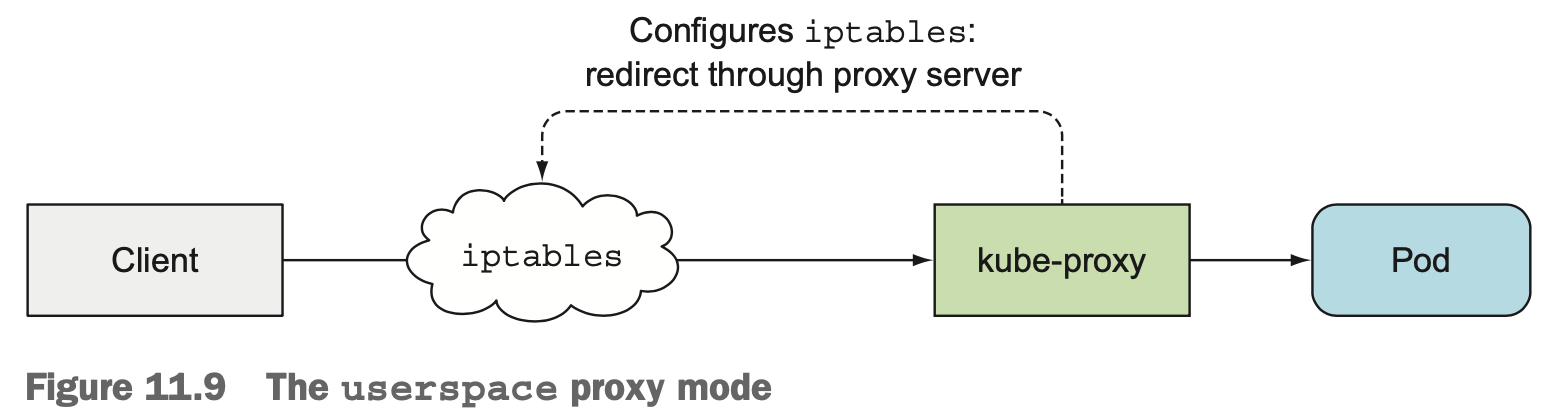 Configures iptables:
redirect through proxy server
Client
iptables
kube-proxy
Pod
Figure 11.9 The userspace proxy mode